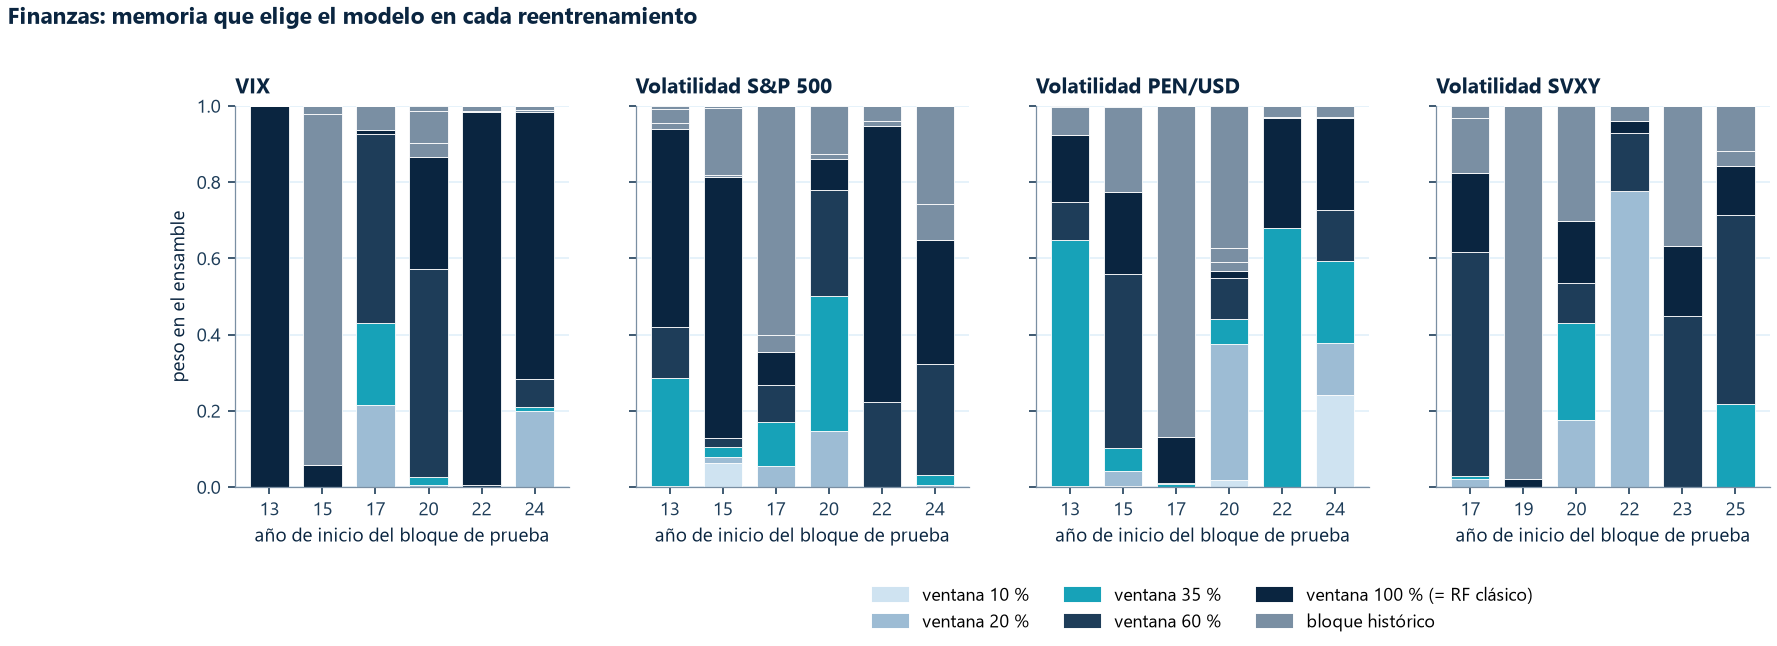 Finanzas: memoria que elige el modelo en cada reentrenamiento
VIX
Volatilidad S&P 500
Volatilidad PEN/USD
Volatilidad SVXY
peso en el ensamble
1.0
0.8
0.6
0.4
0.2
0.0
13 15 17 20 22 24
13 15 17 20 22 24
13 15 17 20 22 24
17 19 20 22 23 25
año de inicio del bloque de prueba
año de inicio del bloque de prueba
año de inicio del bloque de prueba
año de inicio del bloque de prueba
ventana 10 %
ventana 20 %
ventana 35 %
ventana 60 %
ventana 100 % (= RF clásico)
bloque histórico